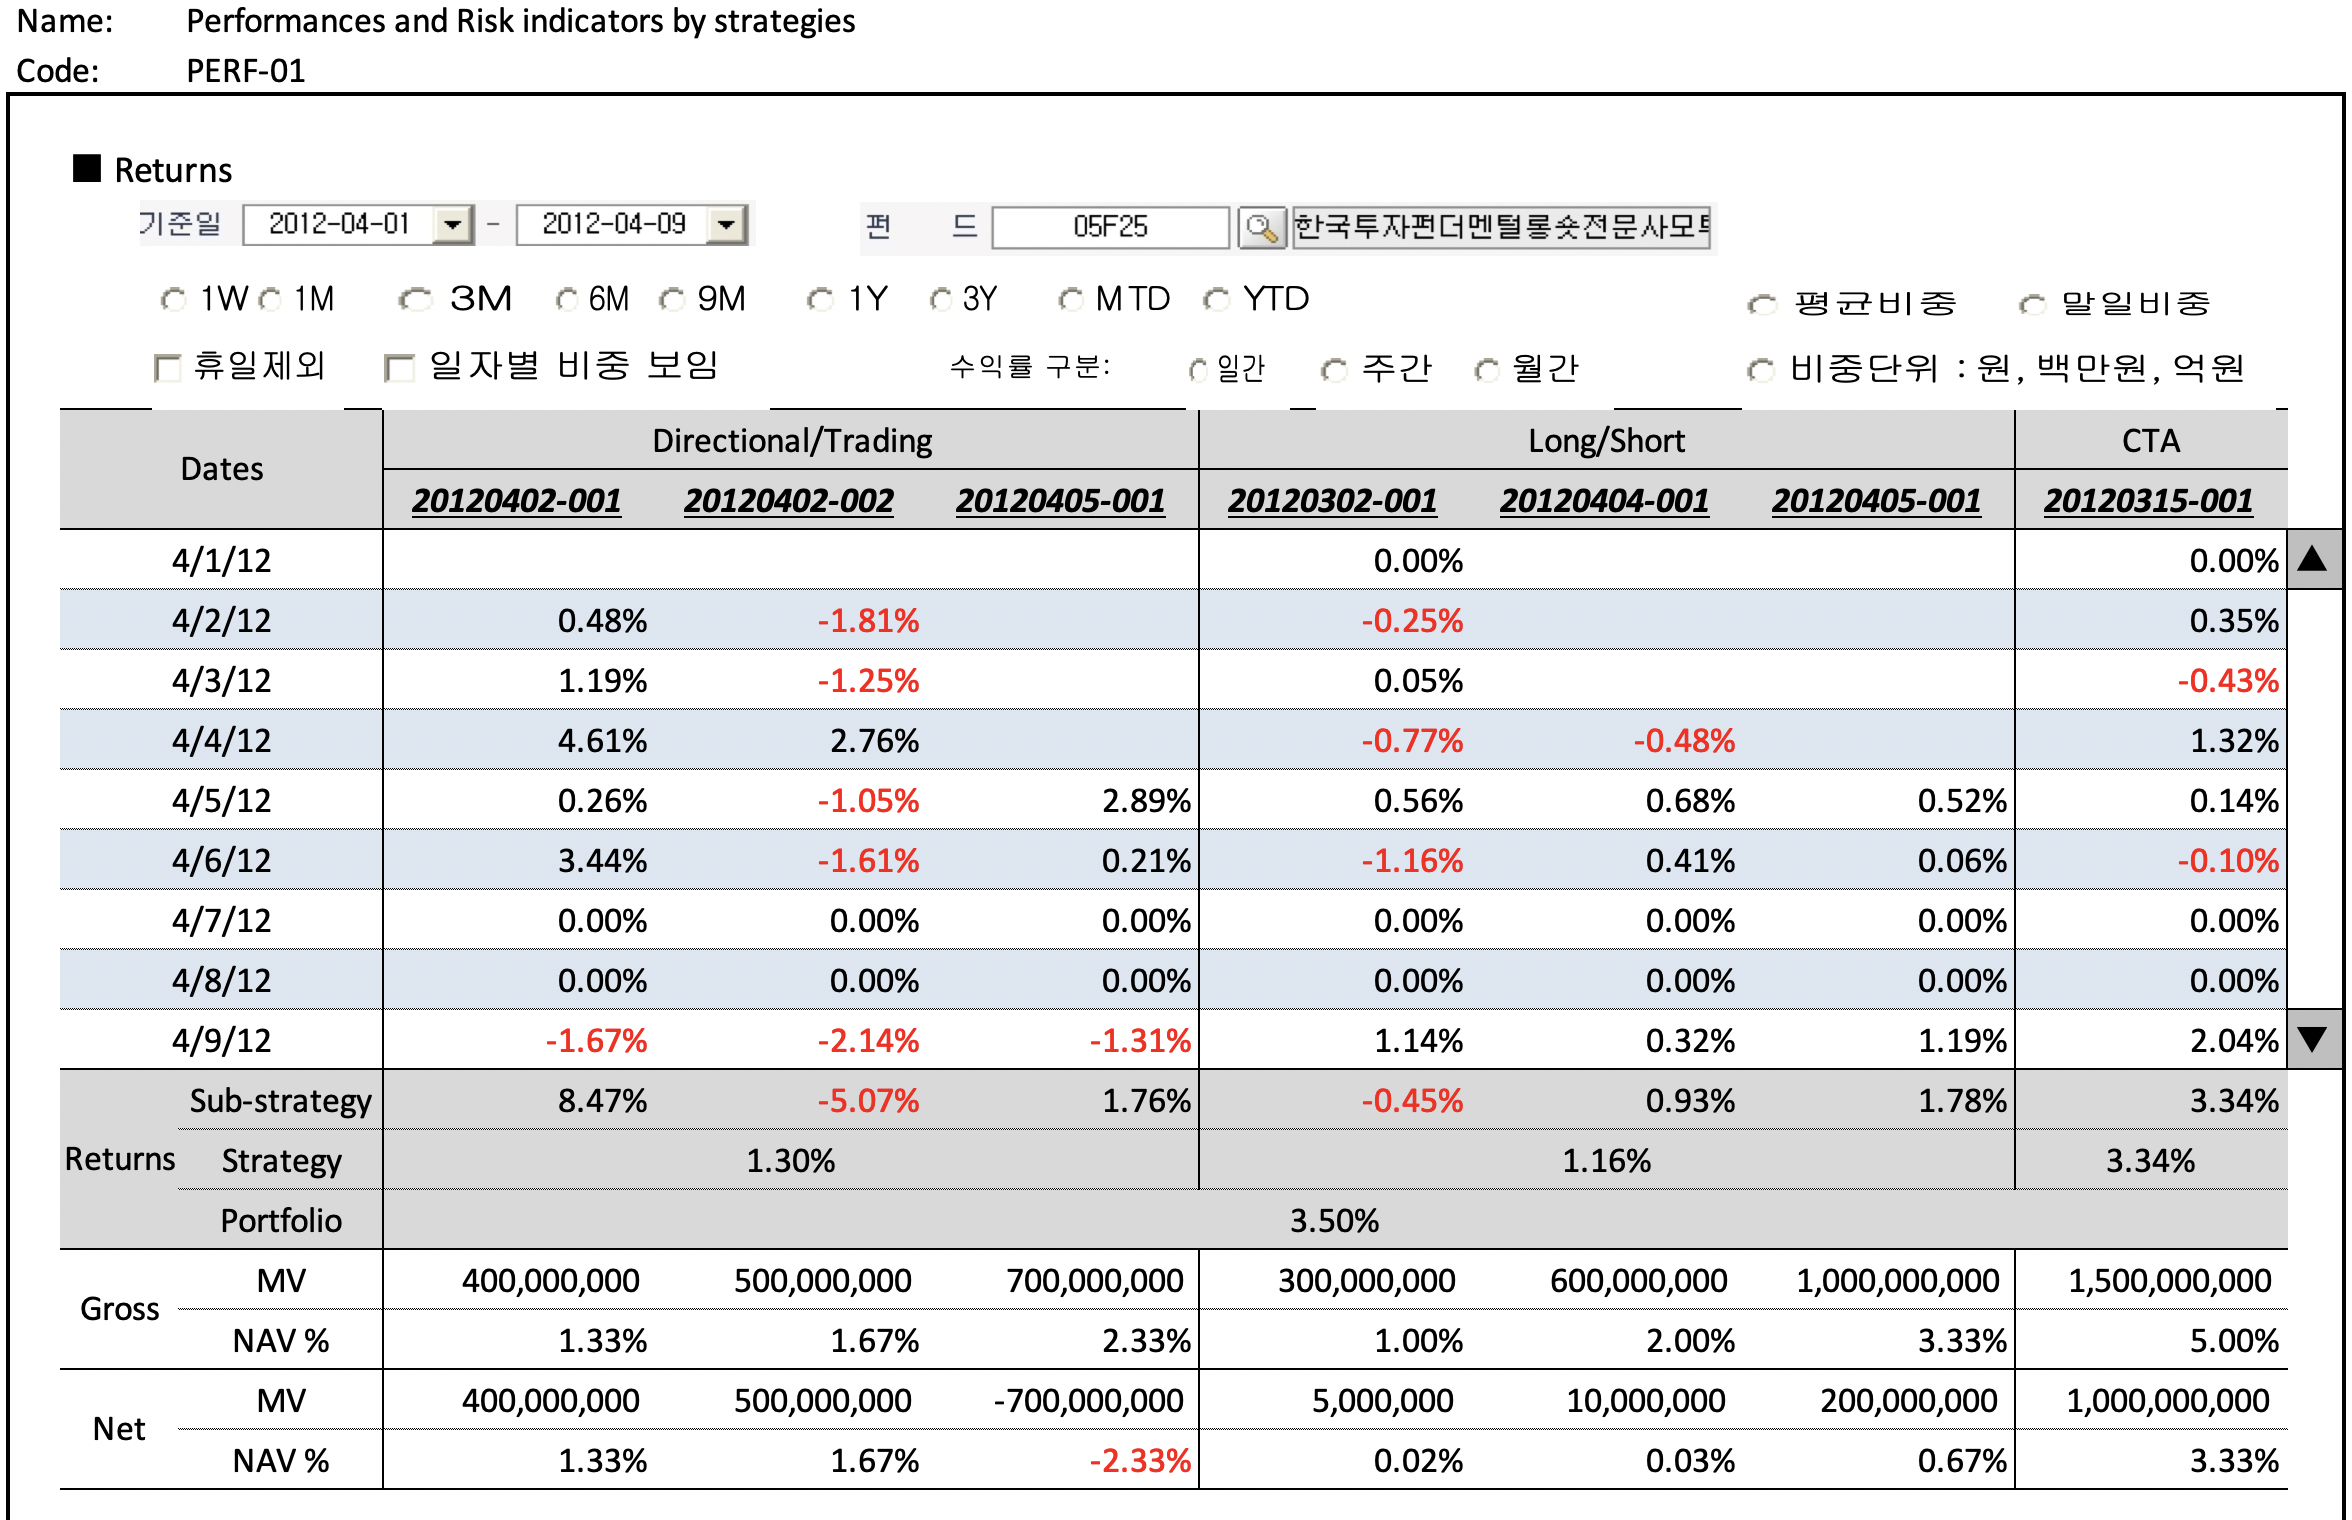 Name: Performances and Risk indicators by strategies
Code: PERF-01
■ Returns
기준일 2012-04-01 - 2012-04-09 펀 드 05F25 한국투자펀더멘털롱숏전문사모투
1W 1M 3M 6M 9M 1Y 3Y MTD YTD 평균비중 말일비중
휴일제외 일자별 비중 보임 수익률 구분: 일간 주간 월간 비중단위 : 원, 백만원, 억원
Dates Directional/Trading Long/Short CTA
20120402-001 20120402-002 20120405-001 20120302-001 20120404-001 20120405-001 20120315-001
4/1/12 0.00% 0.00% ▲
4/2/12 0.48% -1.81% -0.25% 0.35%
4/3/12 1.19% -1.25% 0.05% -0.43%
4/4/12 4.61% 2.76% -0.77% -0.48% 1.32%
4/5/12 0.26% -1.05% 2.89% 0.56% 0.68% 0.52% 0.14%
4/6/12 3.44% -1.61% 0.21% -1.16% 0.41% 0.06% -0.10%
4/7/12 0.00% 0.00% 0.00% 0.00% 0.00% 0.00% 0.00%
4/8/12 0.00% 0.00% 0.00% 0.00% 0.00% 0.00% 0.00%
4/9/12 -1.67% -2.14% -1.31% 1.14% 0.32% 1.19% 2.04% ▼
Returns Sub-strategy 8.47% -5.07% 1.76% -0.45% 0.93% 1.78% 3.34%
Strategy 1.30% 1.16% 3.34%
Portfolio 3.50%
Gross MV 400,000,000 500,000,000 700,000,000 300,000,000 600,000,000 1,000,000,000 1,500,000,000
NAV % 1.33% 1.67% 2.33% 1.00% 2.00% 3.33% 5.00%
Net MV 400,000,000 500,000,000 -700,000,000 5,000,000 10,000,000 200,000,000 1,000,000,000
NAV % 1.33% 1.67% -2.33% 0.02% 0.03% 0.67% 3.33%